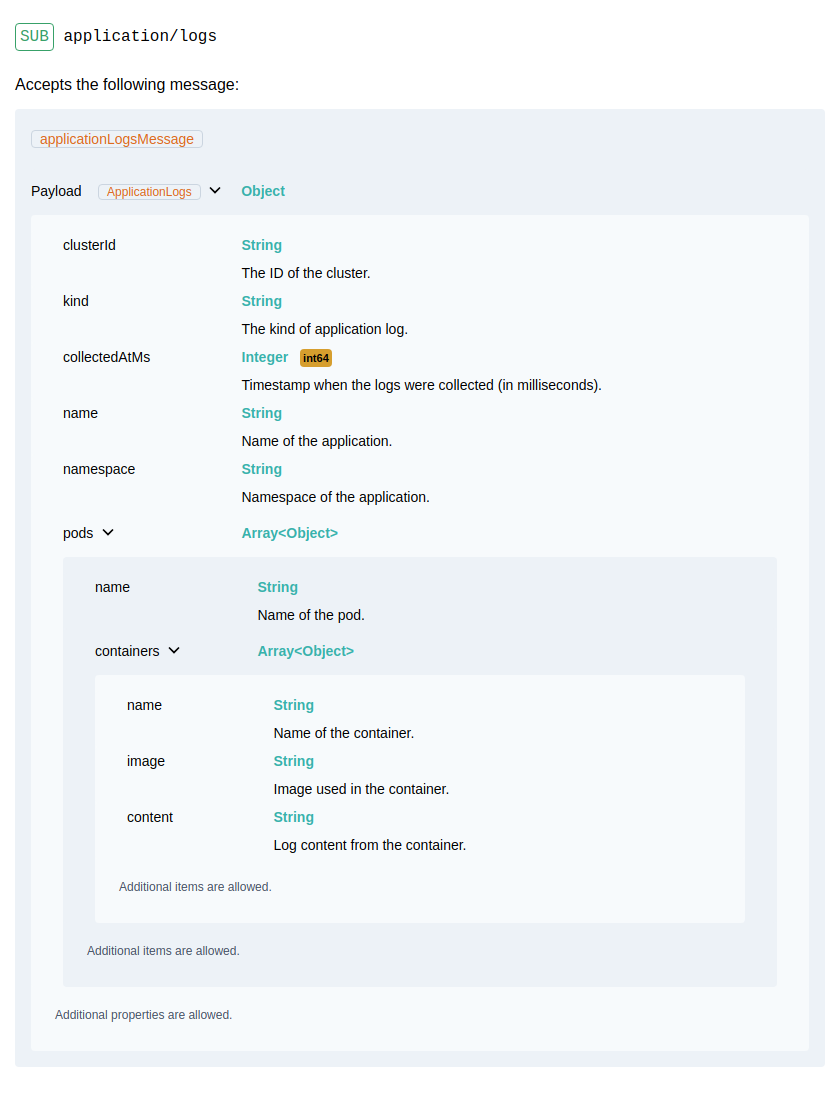 SUB application/logs
Accepts the following message:
applicationLogsMessage
Payload ApplicationLogs Object
clusterId String
The ID of the cluster.
kind String
The kind of application log.
collectedAtMs Integer int64
Timestamp when the logs were collected (in milliseconds).
name String
Name of the application.
namespace String
Namespace of the application.
pods Array<Object>
name String
Name of the pod.
containers Array<Object>
name String
Name of the container.
image String
Image used in the container.
content String
Log content from the container.
Additional items are allowed.
Additional items are allowed.
Additional properties are allowed.